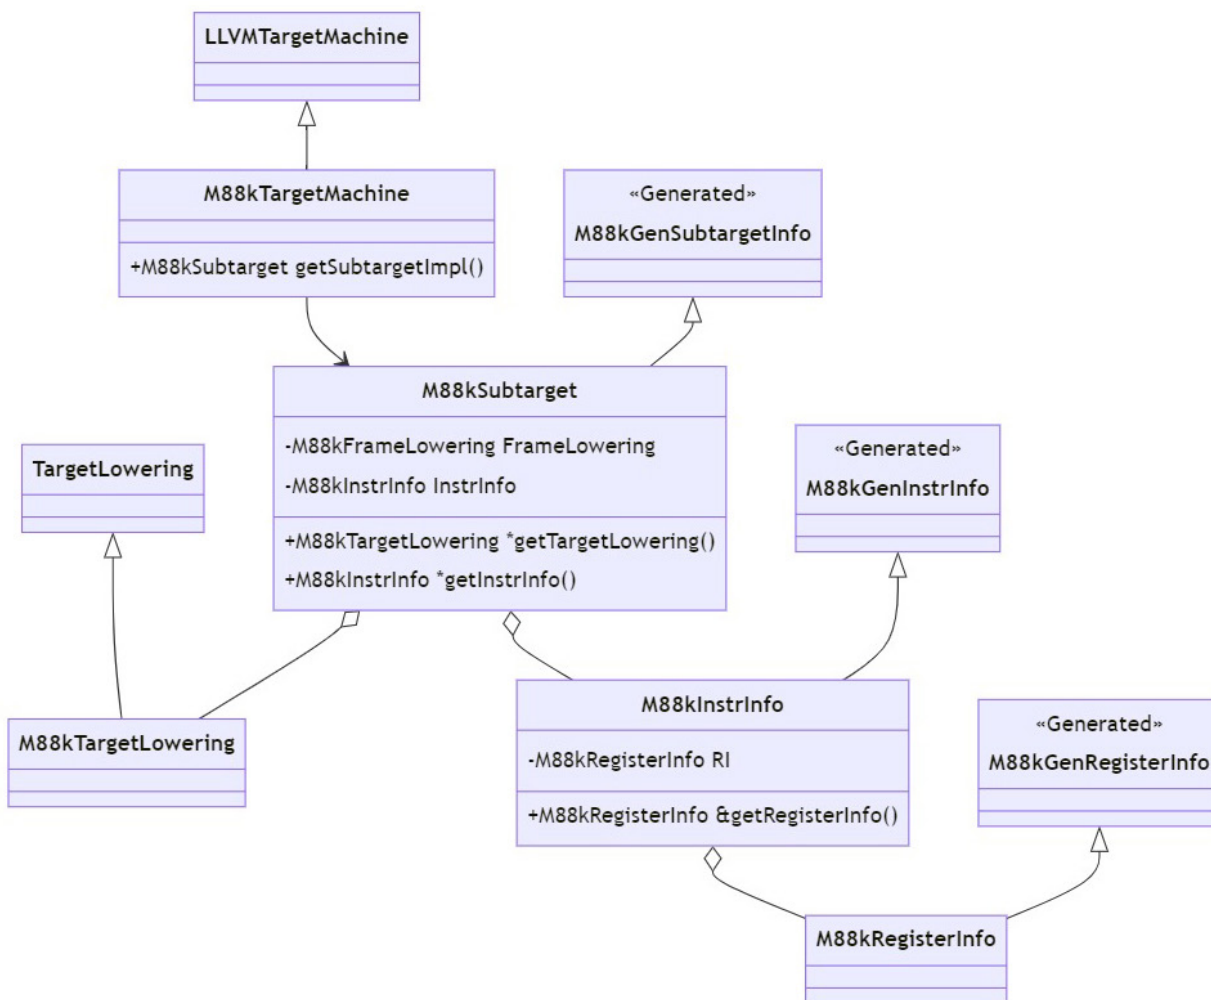 LLVMTargetMachine
M88kTargetMachine
+M88kSubtarget getSubtargetImpl()
«Generated»
M88kGenSubtargetInfo
M88kSubtarget
-M88kFrameLowering FrameLowering
-M88kInstrInfo InstrInfo
+M88kTargetLowering *getTargetLowering()
+M88kInstrInfo *getInstrInfo()
TargetLowering
«Generated»
M88kGenInstrInfo
M88kTargetLowering
M88kInstrInfo
-M88kRegisterInfo RI
+M88kRegisterInfo &getRegisterInfo()
«Generated»
M88kGenRegisterInfo
M88kRegisterInfo